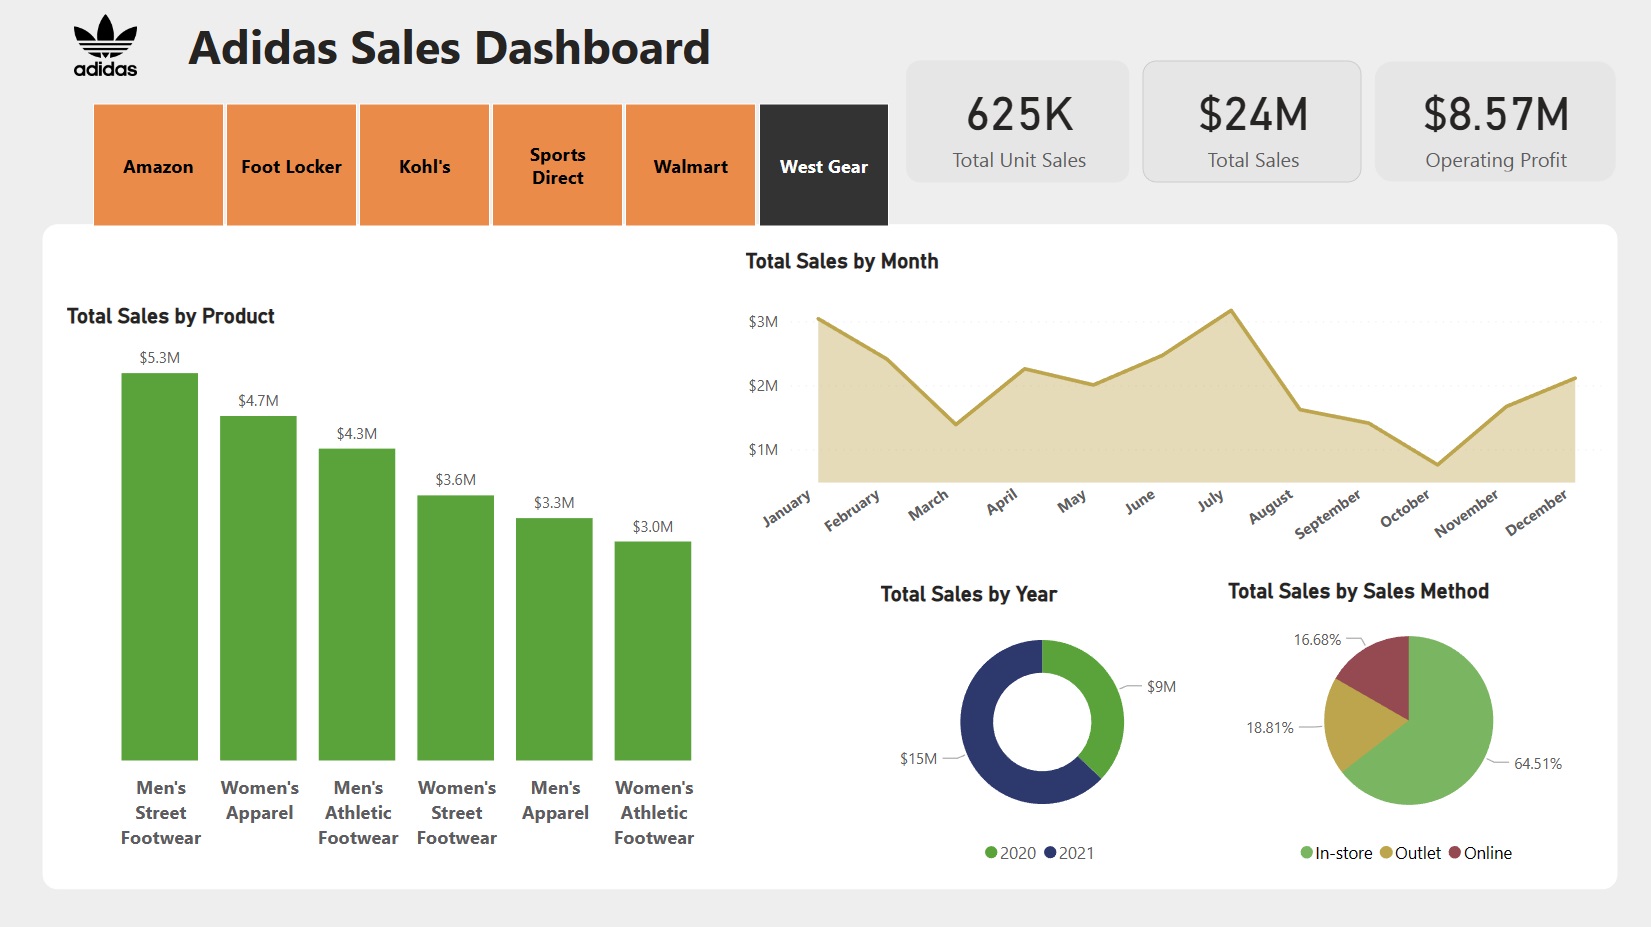 adidas
Adidas Sales Dashboard
Amazon
Foot Locker
Kohl's
Sports
Direct
Walmart
West Gear
625K
Total Unit Sales
$24M
Total Sales
$8.57M
Operating Profit
Total Sales by Product
$5.3M
$4.7M
$4.3M
$3.6M
$3.3M
$3.0M
Men's
Street
Footwear
Women's
Apparel
Men's
Athletic
Footwear
Women's
Street
Footwear
Men's
Apparel
Women's
Athletic
Footwear
Total Sales by Month
$3M
$2M
$1M
January
February
March
April
May
June
July
August
September
October
November
December
Total Sales by Year
$9M
$15M
2020 2021
Total Sales by Sales Method
16.68%
18.81%
64.51%
In-store Outlet Online